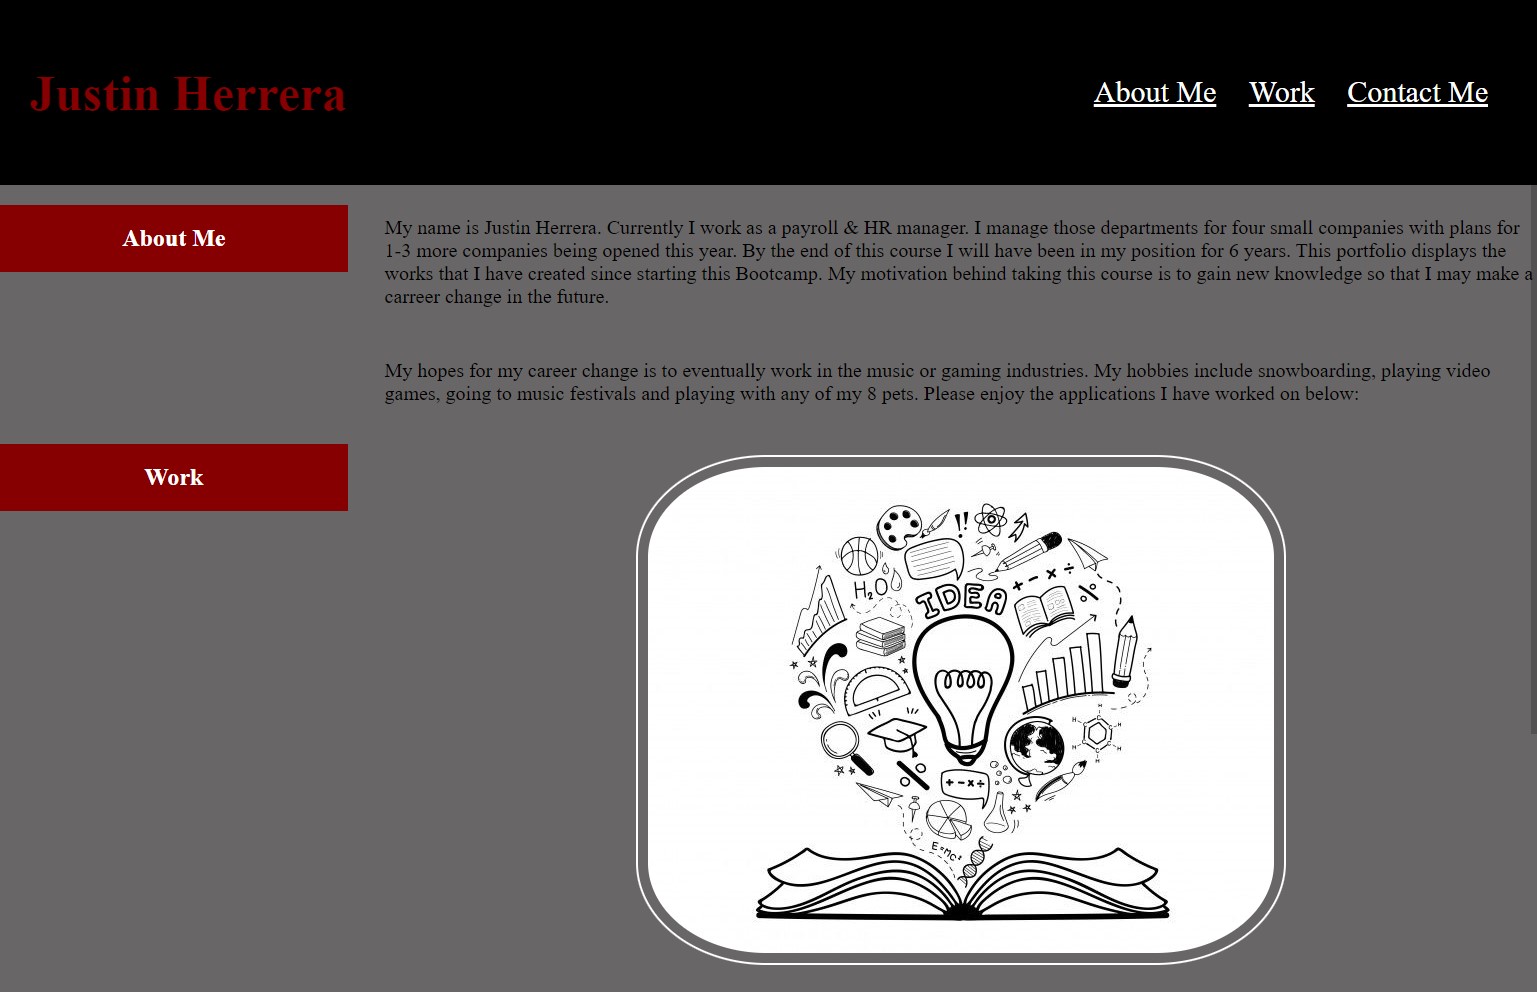 Justin Herrera
About Me Work Contact Me
About Me
My name is Justin Herrera. Currently I work as a payroll & HR manager. I manage those departments for four small companies with plans for
1-3 more companies being opened this year. By the end of this course I will have been in my position for 6 years. This portfolio displays the
works that I have created since starting this Bootcamp. My motivation behind taking this course is to gain new knowledge so that I may make a
carreer change in the future.
My hopes for my career change is to eventually work in the music or gaming industries. My hobbies include snowboarding, playing video
games, going to music festivals and playing with any of my 8 pets. Please enjoy the applications I have worked on below:
Work
!!
H₂O
+ - × ÷
%
IDEA
H
H C C H
H C C H
H
%
+ - × ÷
E=MC²